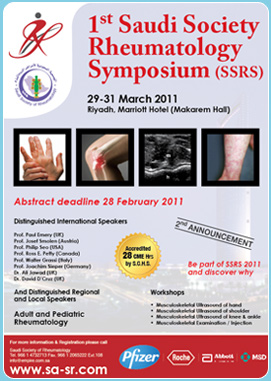 1st Saudi Society
Rheumatology
Symposium (SSRS)
29-31 March 2011
Riyadh, Marriott Hotel (Makarem Hall)
Abstract deadline 28 February 2011
2nd ANNOUNCEMENT
Distinguished International Speakers
Prof. Paul Emery (UK)
Prof. Josef Smolen (Austria)
Prof. Philip Seo (USA)
Prof. Ross E. Petty (Canada)
Prof. Walter Grassi (Italy)
Prof. Joachim Sieper (Germany)
Dr. Ali Jawad (UK)
Dr. David D'Cruz (UK)
Accredited
28 CME Hrs
by S.C.H.S.
Be part of SSRS 2011
and discover why
And Distinguished Regional
and Local Speakers
Adult and Pediatric
Rheumatology
Workshops
• Musculoskeletal Ultrasound of hand
• Musculoskeletal Ultrasound of shoulder
• Musculoskeletal Ultrasound of knee & ankle
• Musculoskeletal Examination / Injection
For more information & Registration please call
Saudi Society of Rheumatology
www.sa-sr.com
Pfizer
Roche
Abbott
MSD